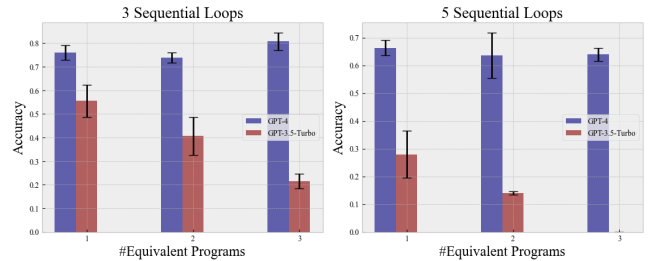 3 Sequential Loops
0.8
0.7
0.6
0.5
0.4
0.3
0.2
0.1
0.0
Accuracy
GPT-4
GPT-3.5-Turbo
1 2 3
#Equivalent Programs
5 Sequential Loops
0.7
0.6
0.5
0.4
0.3
0.2
0.1
0.0
Accuracy
GPT-4
GPT-3.5-Turbo
1 2 3
#Equivalent Programs